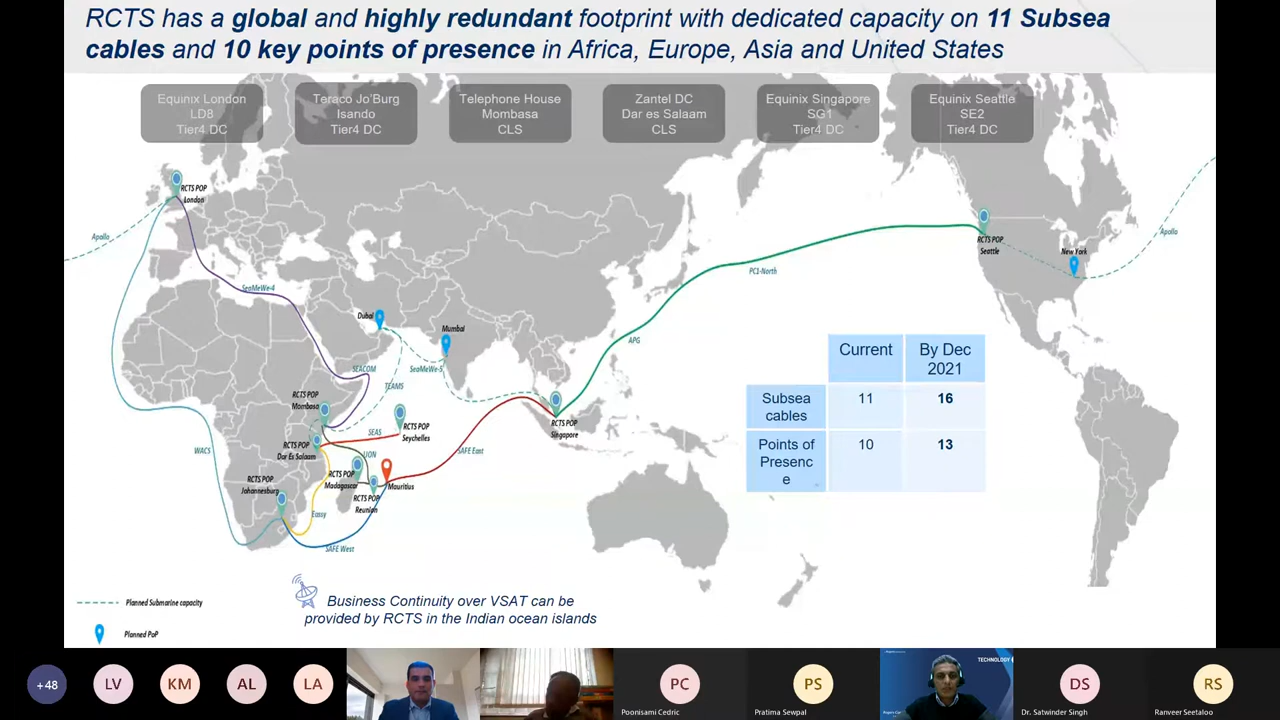 RCTS has a global and highly redundant footprint with dedicated capacity on 11 Subsea
cables and 10 key points of presence in Africa, Europe, Asia and United States
Equinix London
LD8
Tier4 DC
Teraco Jo'Burg
Isando
Tier4 DC
Telephone House
Mombasa
CLS
Zantel DC
Dar es Salaam
CLS
Equinix Singapore
SG1
Tier4 DC
Equinix Seattle
SE2
Tier4 DC
RCTS POP
London
Apollo
SeaMeWe-4
Dubai
Mumbai
SeaMeWe-5
SEACOM
TEAMS
RCTS POP
Mombasa
RCTS POP
Seychelles
SEAS
RCTS POP
Dar Es Salaam
LION
RCTS POP
Madagascar
Mauritius
RCTS POP
Reunion
RCTS POP
Johannesburg
WACS
Eassy
SAFE West
SAFE East
RCTS POP
Singapore
APG
PC1-North
RCTS POP
Seattle
New York
Apollo
Current
By Dec
2021
Subsea
cables
11
16
Points of
Presenc
e
10
13
Planned Submarine capacity
Planned PoP
Business Continuity over VSAT can be
provided by RCTS in the Indian ocean islands
+48
LV
KM
AL
LA
PC
Poonisami Cedric
PS
Pratima Sewpal
TECHNOLOGY
DS
Dr. Satwinder Singh
RS
Ranveer Seetaloo